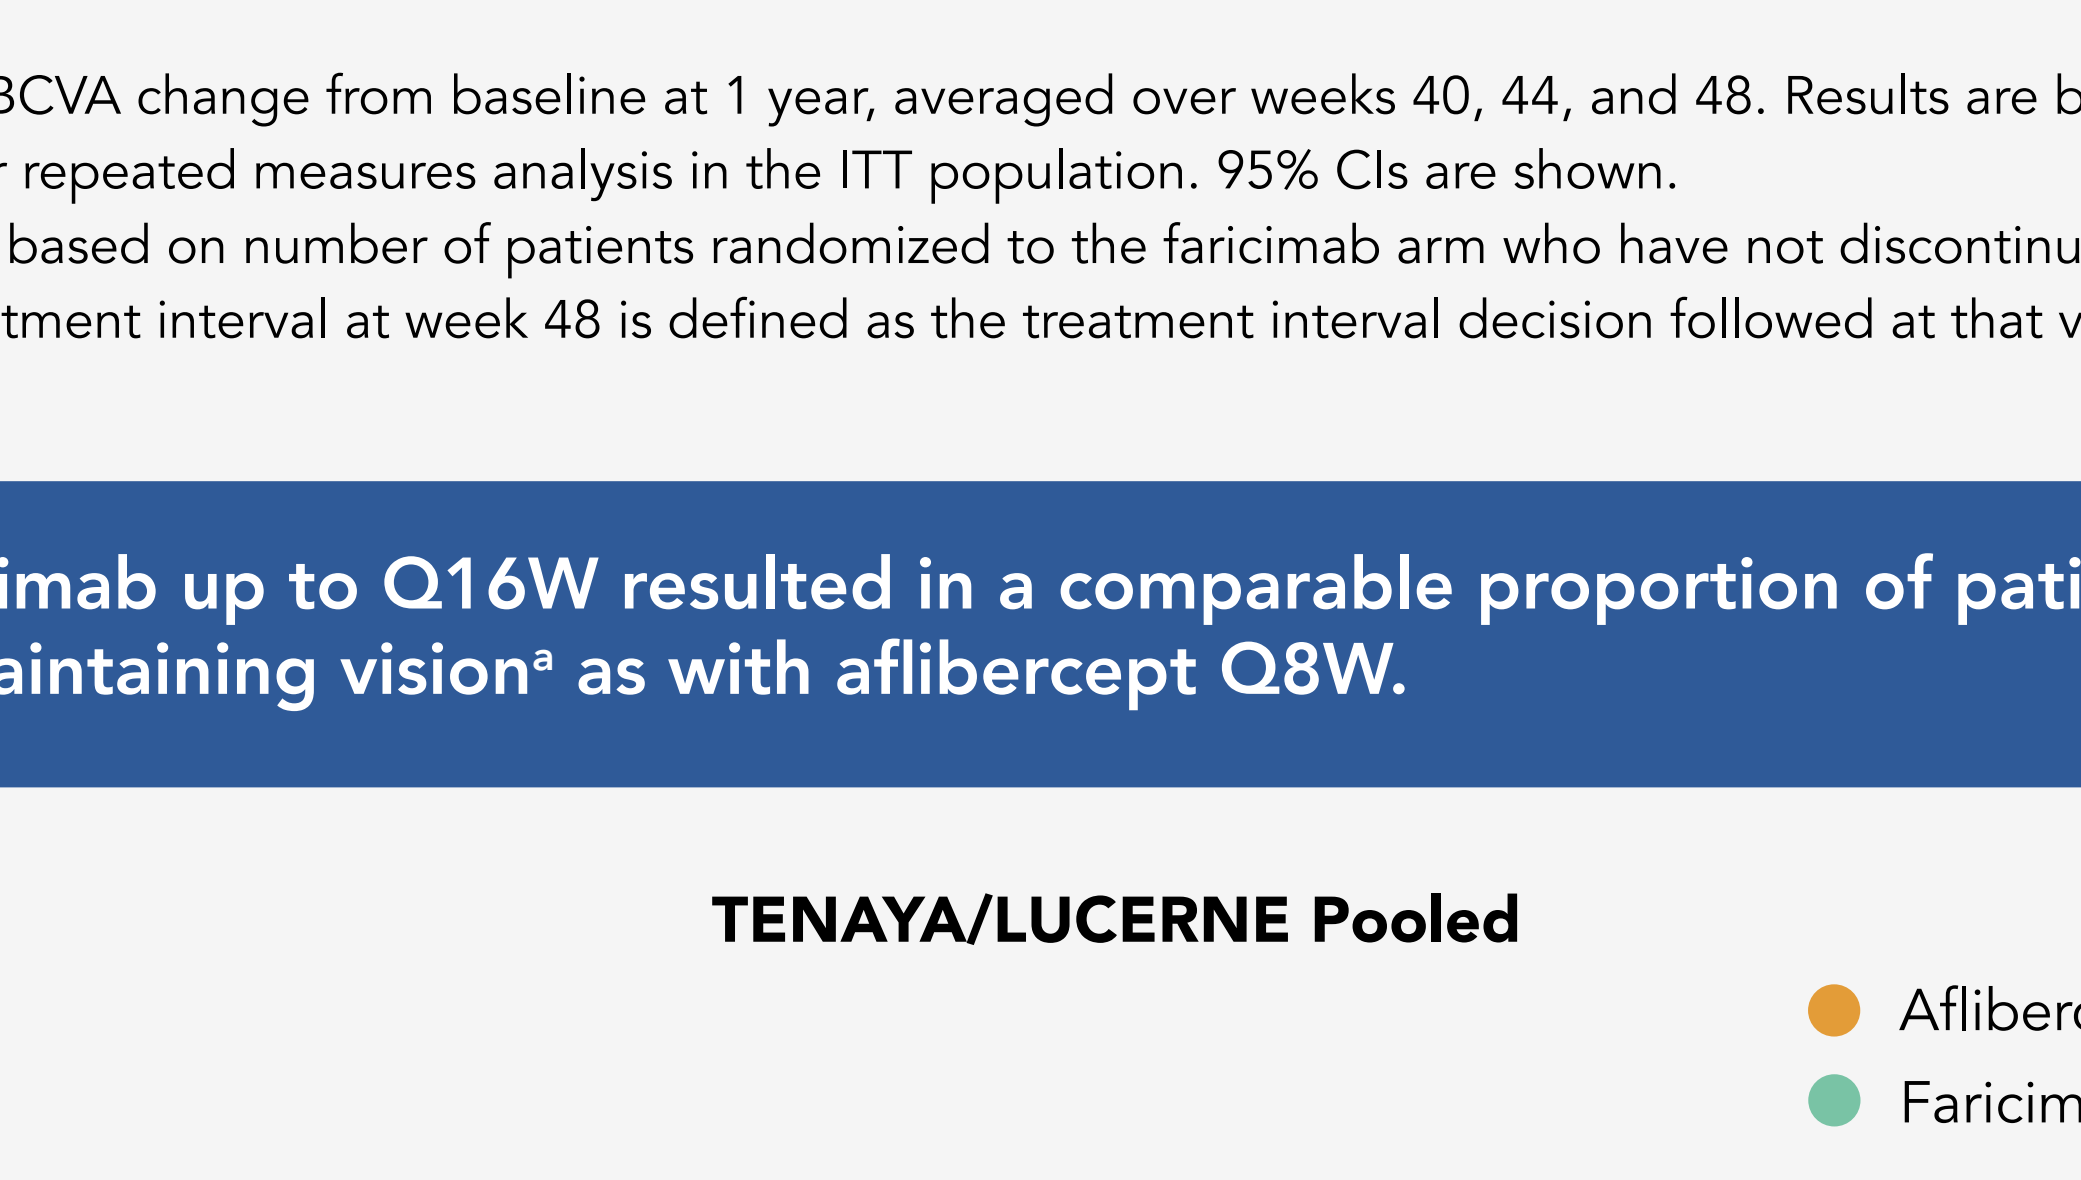 BCVA change from baseline at 1 year, averaged over weeks 40, 44, and 48. Results are b
r repeated measures analysis in the ITT population. 95% CIs are shown.
based on number of patients randomized to the faricimab arm who have not discontinu
tment interval at week 48 is defined as the treatment interval decision followed at that v
imab up to Q16W resulted in a comparable proportion of pati
aintaining visionᵃ as with aflibercept Q8W.
TENAYA/LUCERNE Pooled
Afliberc
Faricim